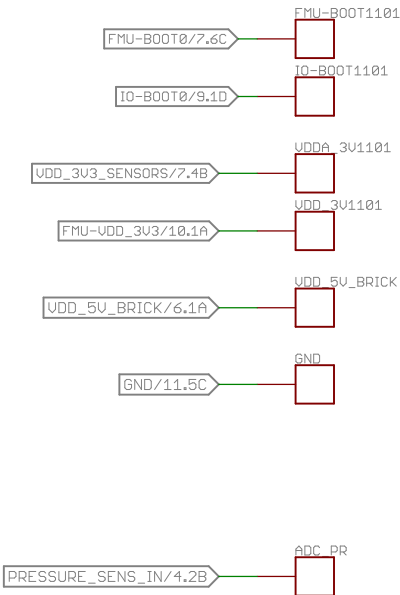 FMU-BOOT1101
FMU-BOOT0/7.6C
IO-BOOT1101
IO-BOOT0/9.1D
VDDA_3V1101
VDD_3V3_SENSORS/7.4B
VDD_3V1101
FMU-VDD_3V3/10.1A
VDD_5V_BRICK
VDD_5V_BRICK/6.1A
GND
GND/11.5C
ADC_PR
PRESSURE_SENS_IN/4.2B